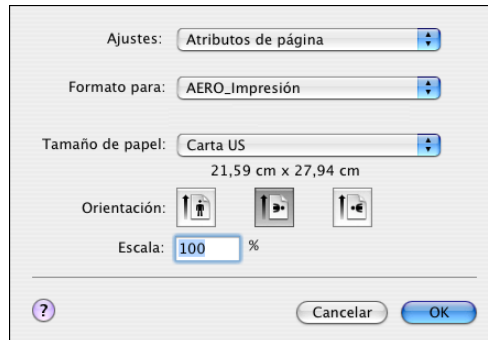 Ajustes: Atributos de página
Formato para: AERO_Impresión
Tamaño de papel: Carta US
21,59 cm x 27,94 cm
Orientación:
Escala: 100 %
? Cancelar OK